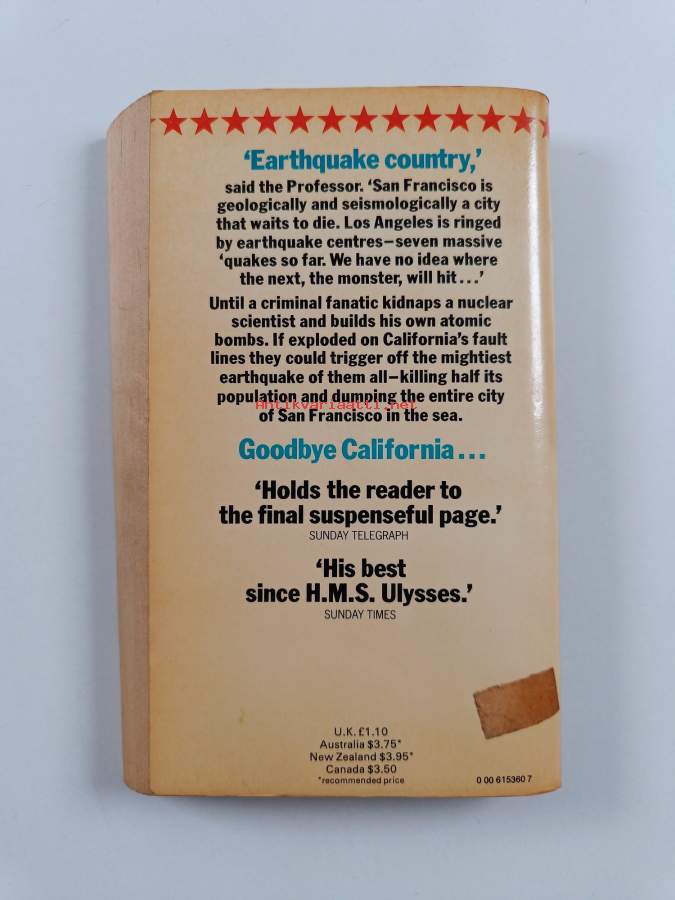 ‘Earthquake country,’
said the Professor. ‘San Francisco is
geologically and seismologically a city
that waits to die. Los Angeles is ringed
by earthquake centres–seven massive
‘quakes so far. We have no idea where
the next, the monster, will hit...’
Until a criminal fanatic kidnaps a nuclear
scientist and builds his own atomic
bombs. If exploded on California’s fault
lines they could trigger off the mightiest
earthquake of them all–killing half its
population and dumping the entire city
Antikvariaatti.net
of San Francisco in the sea.
Goodbye California...
‘Holds the reader to
the final suspenseful page.’
SUNDAY TELEGRAPH
‘His best
since H.M.S. Ulysses.’
SUNDAY TIMES
U.K. £1.10
Australia $3.75*
New Zealand $3.95*
Canada $3.50
*recommended price
0 00 615360 7